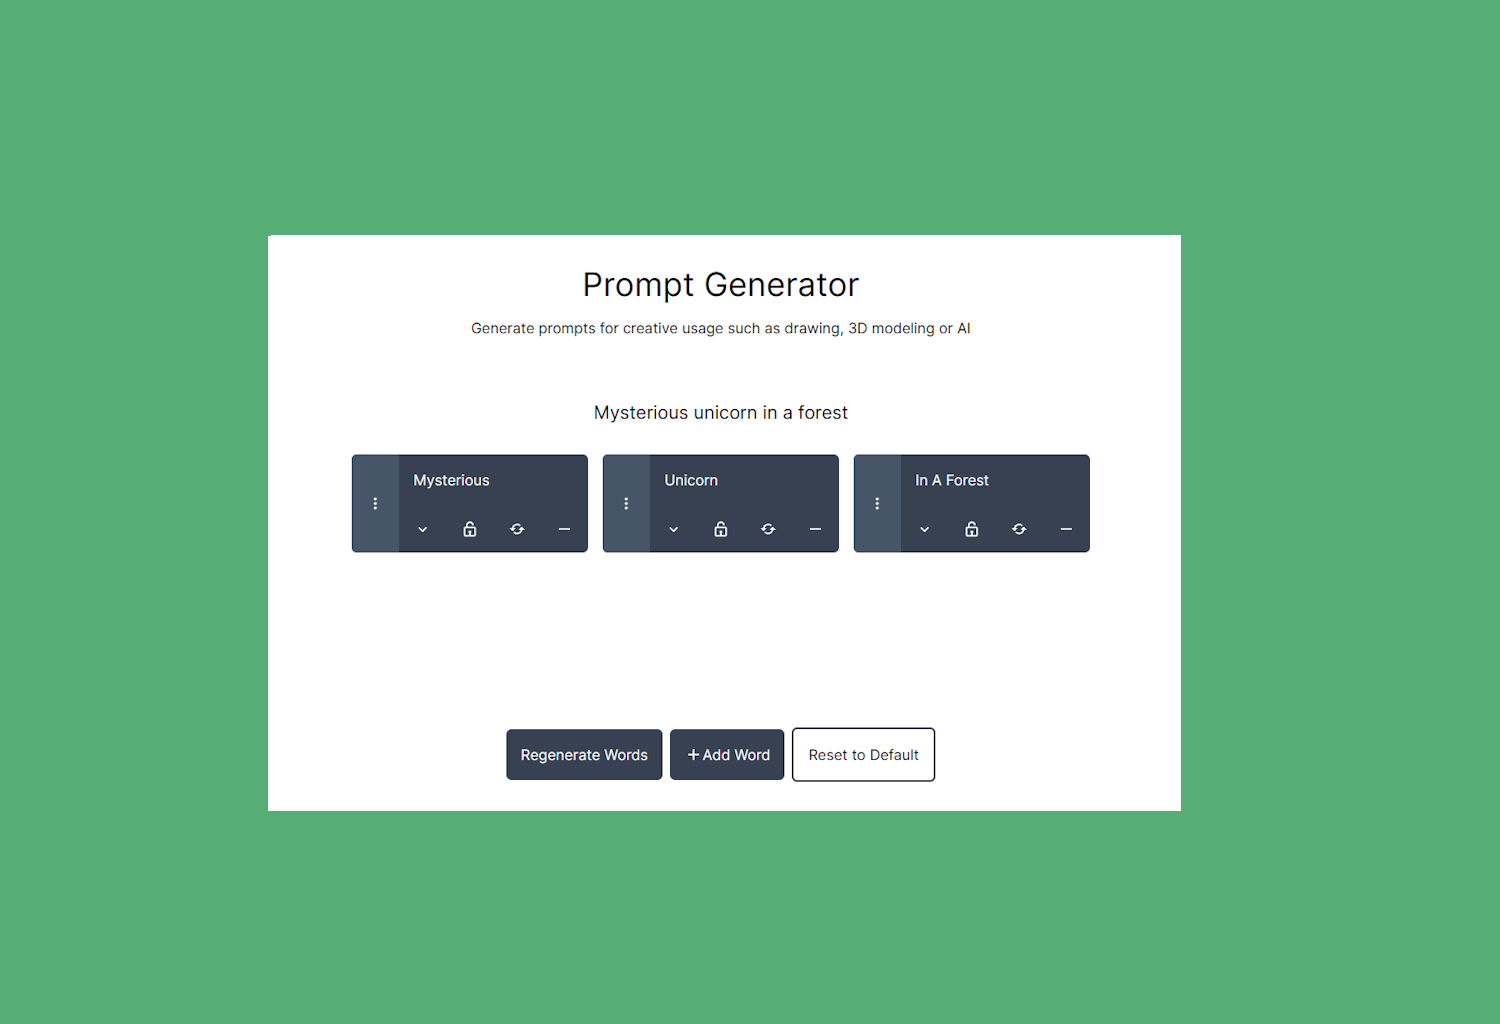 Prompt Generator
Generate prompts for creative usage such as drawing, 3D modeling or AI
Mysterious unicorn in a forest
Mysterious
Unicorn
In A Forest
Regenerate Words
+ Add Word
Reset to Default